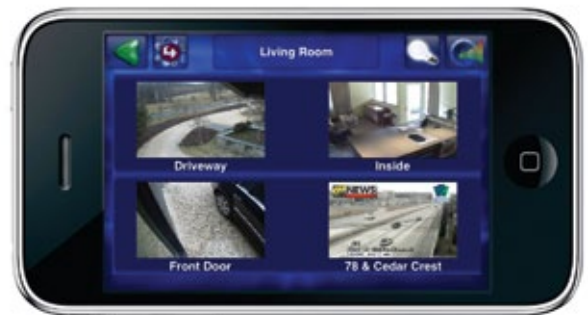 Living Room
Driveway
Inside
Front Door
NEWS
78 & Cedar Crest